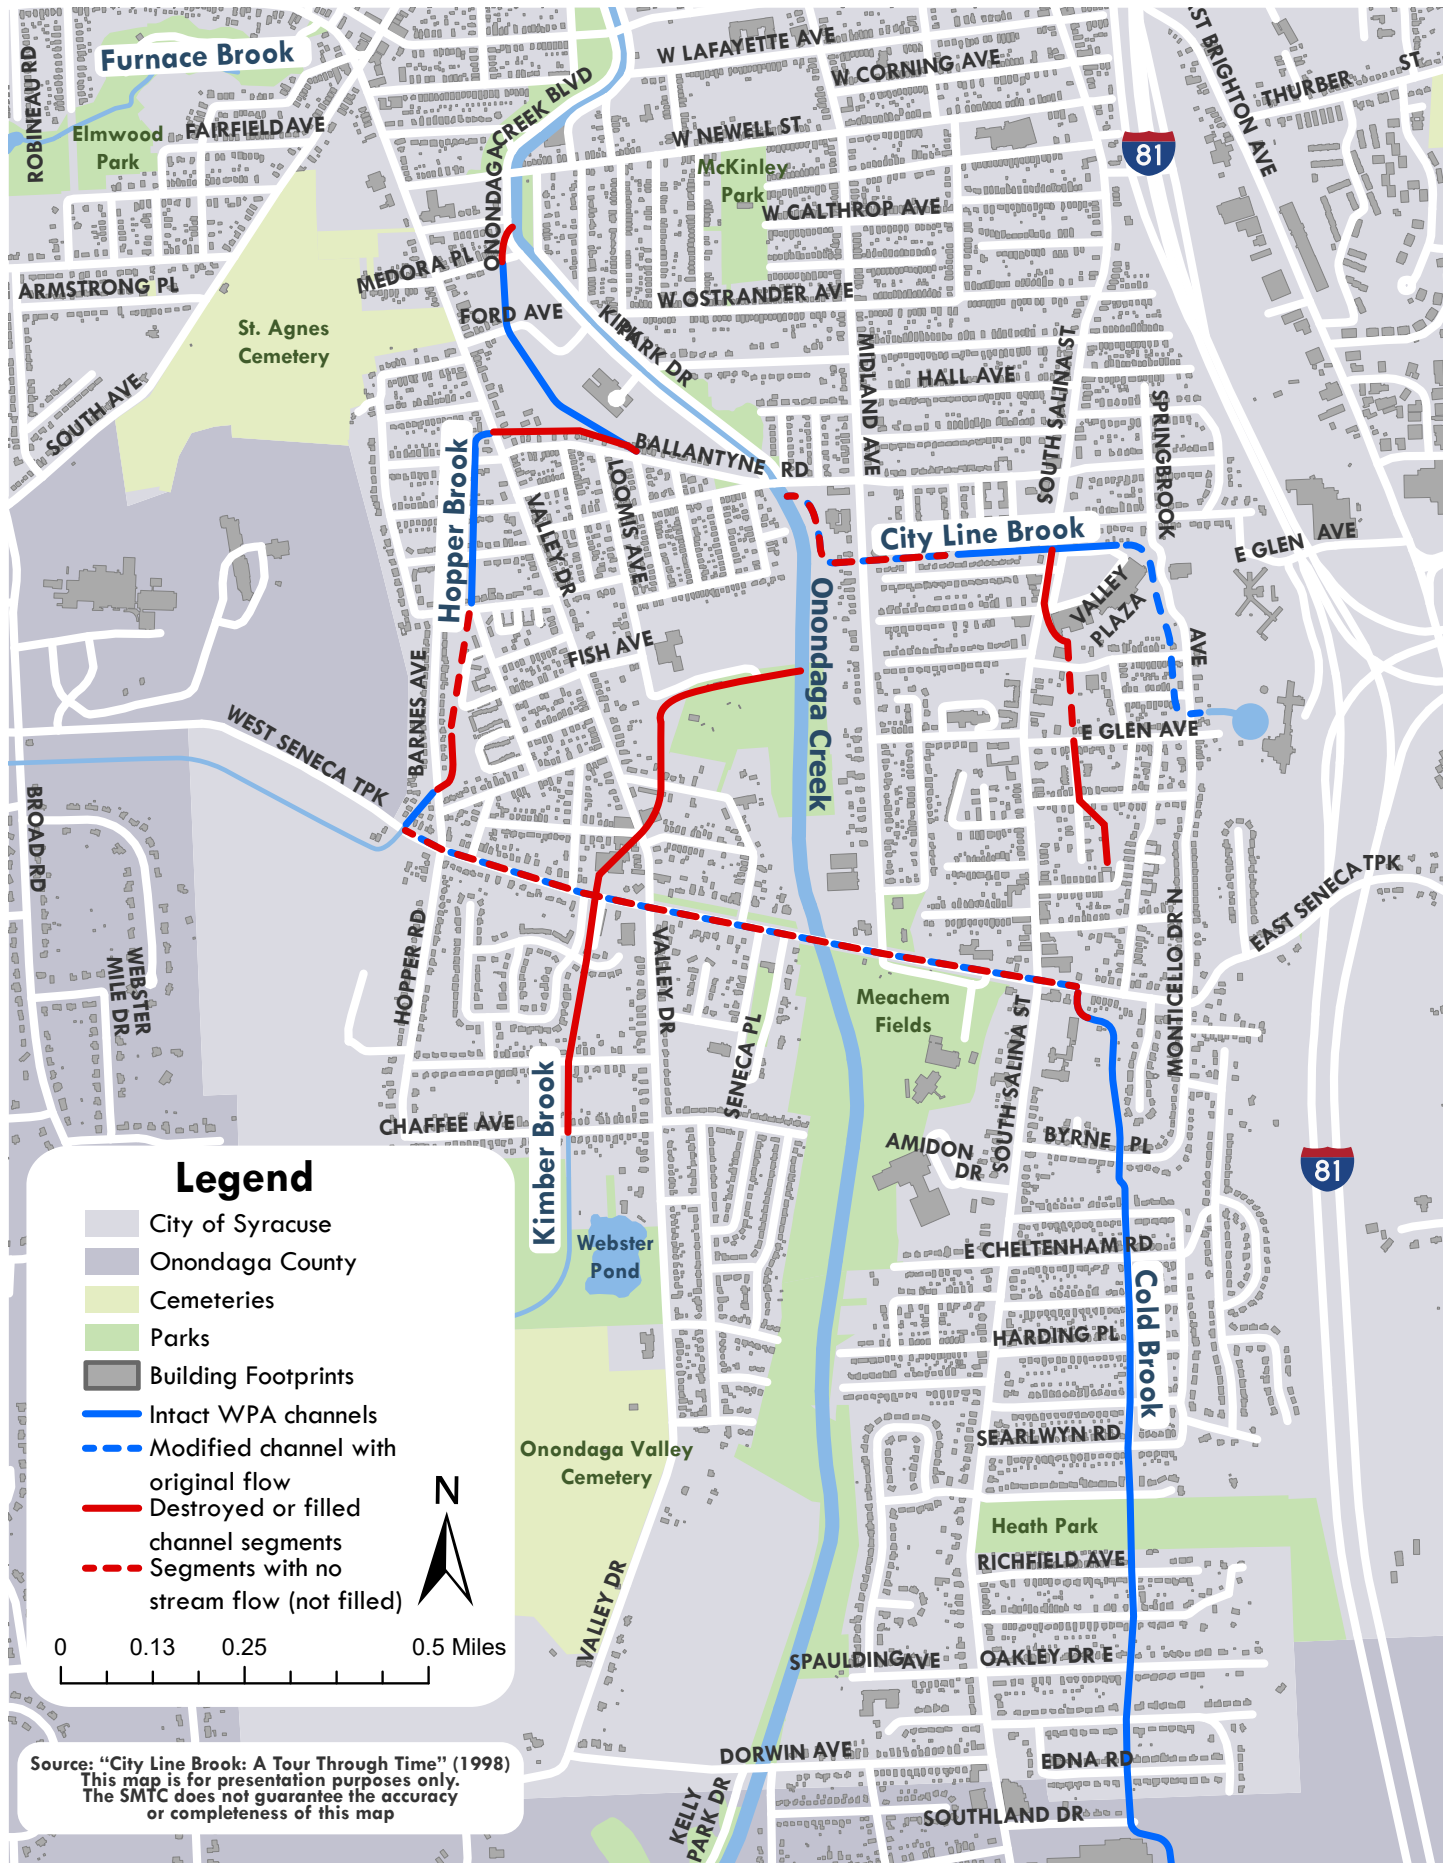 Furnace Brook
ROBINEAU RD
Elmwood
Park
FAIRFIELD AVE
ONONDAGA CREEK BLVD
W LAFAYETTE AVE
W CORNING AVE
W NEWELL ST
McKinley
Park
W CALTHROP AVE
81
THURBER ST
ST BRIGHTON AVE
ARMSTRONG PL
MEDORA PL
W OSTRANDER AVE
FORD AVE
St. Agnes
Cemetery
KIRK PARK DR
MIDLAND AVE
HALL AVE
SOUTH SALINA ST
SPRINGBROOK AVE
SOUTH AVE
BALLANTYNE RD
Hopper Brook
LOOMIS AVE
VALLEY DR
City Line Brook
E GLEN AVE
VALLEY
PLAZA
Onondaga Creek
FISH AVE
BARNES AVE
WEST SENECA TPK
E GLEN AVE
BROAD RD
EAST SENECA TPK
HOPPER RD
WEBSTER
MILE DR
VALLEY DR
MONTICELLO DR N
Meachem
Fields
SENECA PL
SOUTH SALINA ST
CHAFFEE AVE
Kimber Brook
AMIDON
DR
BYRNE PL
81
Webster
Pond
E CHELTENHAM RD
Cold Brook
HARDING PL
SEARLWYN RD
Onondaga Valley
Cemetery
Heath Park
RICHFIELD AVE
VALLEY DR
SPAULDING AVE
OAKLEY DR E
DORWIN AVE
EDNA RD
KELLY
PARK DR
SOUTHLAND DR
Legend
City of Syracuse
Onondaga County
Cemeteries
Parks
Building Footprints
Intact WPA channels
Modified channel with
original flow
Destroyed or filled
channel segments
Segments with no
stream flow (not filled)
N
0 0.13 0.25 0.5 Miles
Source: “City Line Brook: A Tour Through Time” (1998)
This map is for presentation purposes only.
The SMTC does not guarantee the accuracy
or completeness of this map